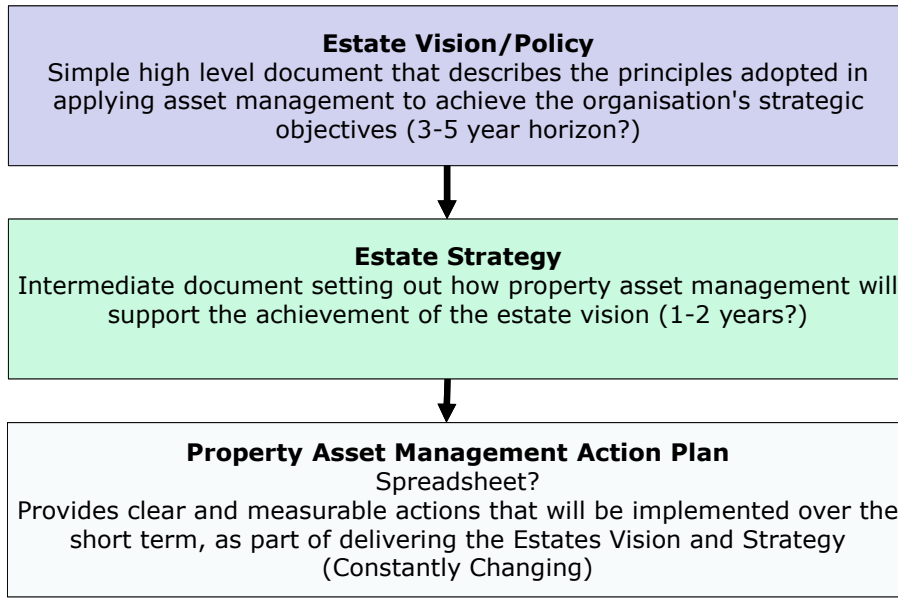 Estate Vision/Policy
Simple high level document that describes the principles adopted in
applying asset management to achieve the organisation's strategic
objectives (3-5 year horizon?)
Estate Strategy
Intermediate document setting out how property asset management will
support the achievement of the estate vision (1-2 years?)
Property Asset Management Action Plan
Spreadsheet?
Provides clear and measurable actions that will be implemented over the
short term, as part of delivering the Estates Vision and Strategy
(Constantly Changing)